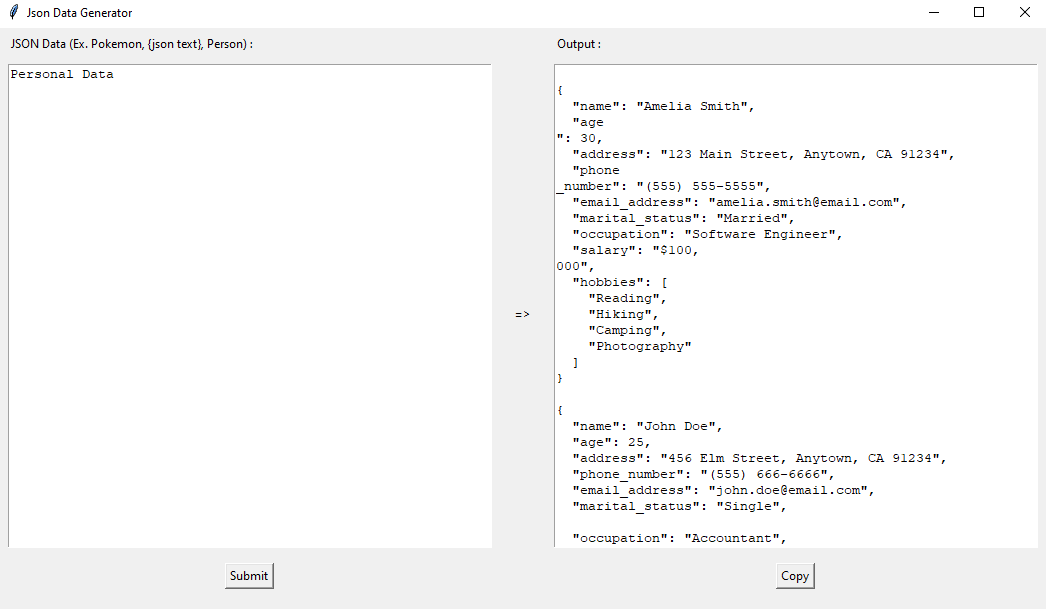 Json Data Generator
JSON Data (Ex. Pokemon, {json text}, Person) :
Personal Data
=>
Output :
{
  "name": "Amelia Smith",
  "age
": 30,
  "address": "123 Main Street, Anytown, CA 91234",
  "phone
_number": "(555) 555-5555",
  "email_address": "amelia.smith@email.com",
  "marital_status": "Married",
  "occupation": "Software Engineer",
  "salary": "$100,
000",
  "hobbies": [
    "Reading",
    "Hiking",
    "Camping",
    "Photography"
  ]
}
{
  "name": "John Doe",
  "age": 25,
  "address": "456 Elm Street, Anytown, CA 91234",
  "phone_number": "(555) 666-6666",
  "email_address": "john.doe@email.com",
  "marital_status": "Single",
  "occupation": "Accountant",
Submit
Copy